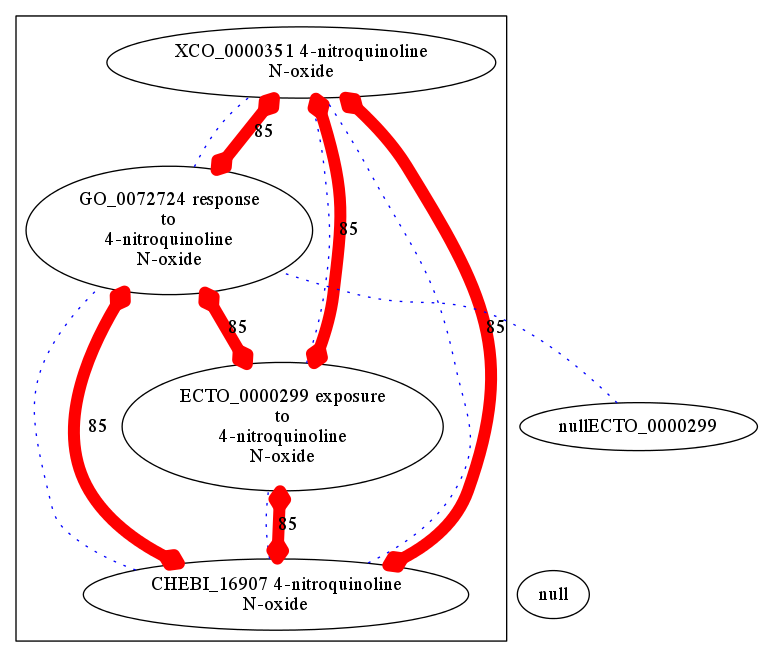 XCO_0000351 4-nitroquinoline
N-oxide
85
GO_0072724 response
to
4-nitroquinoline
N-oxide
85
85
85
ECTO_0000299 exposure
to
4-nitroquinoline
N-oxide
85
nullECTO_0000299
85
CHEBI_16907 4-nitroquinoline
N-oxide
null